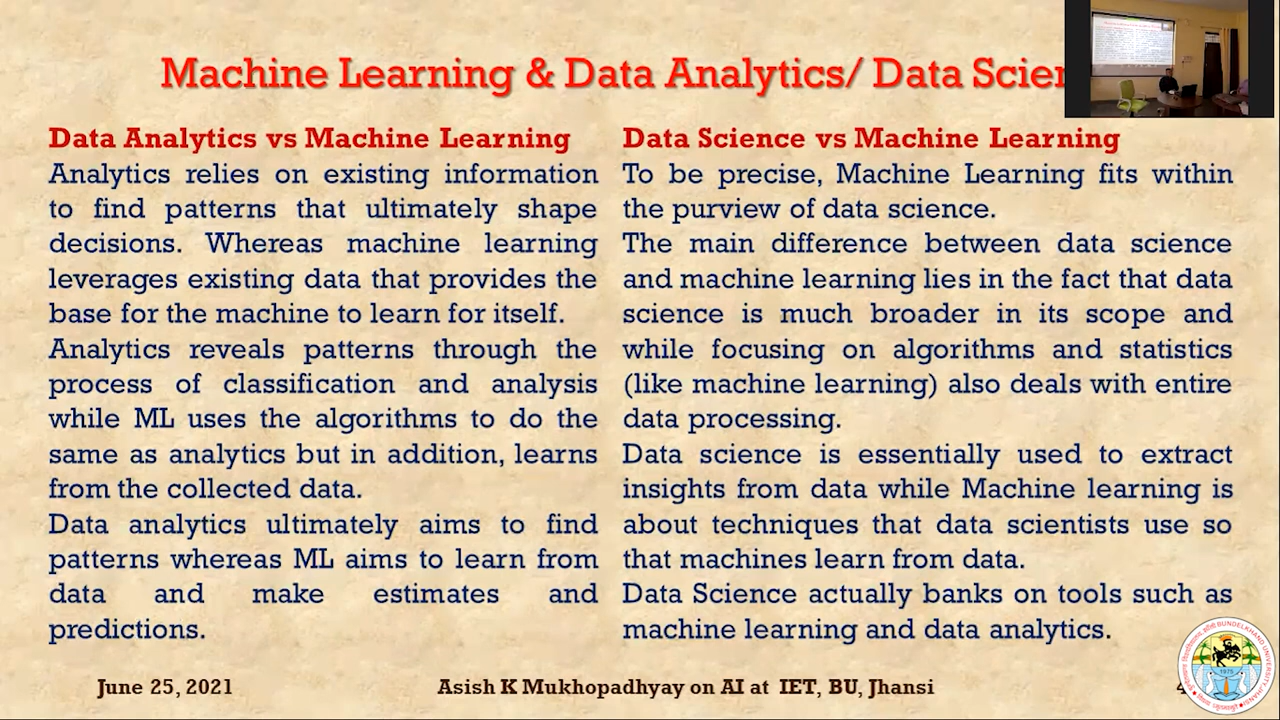 Machine Learning & Data Analytics/ Data Scien
Data Analytics vs Machine Learning
Analytics relies on existing information
to find patterns that ultimately shape
decisions. Whereas machine learning
leverages existing data that provides the
base for the machine to learn for itself.
Analytics reveals patterns through the
process of classification and analysis
while ML uses the algorithms to do the
same as analytics but in addition, learns
from the collected data.
Data analytics ultimately aims to find
patterns whereas ML aims to learn from
data and make estimates and
predictions.
Data Science vs Machine Learning
To be precise, Machine Learning fits within
the purview of data science.
The main difference between data science
and machine learning lies in the fact that data
science is much broader in its scope and
while focusing on algorithms and statistics
(like machine learning) also deals with entire
data processing.
Data science is essentially used to extract
insights from data while Machine learning is
about techniques that data scientists use so
that machines learn from data.
Data Science actually banks on tools such as
machine learning and data analytics.
June 25, 2021
Asish K Mukhopadhyay on AI at IET, BU, Jhansi
4
BUNDELKHAND UNIVERSITY, JHANSI
1975